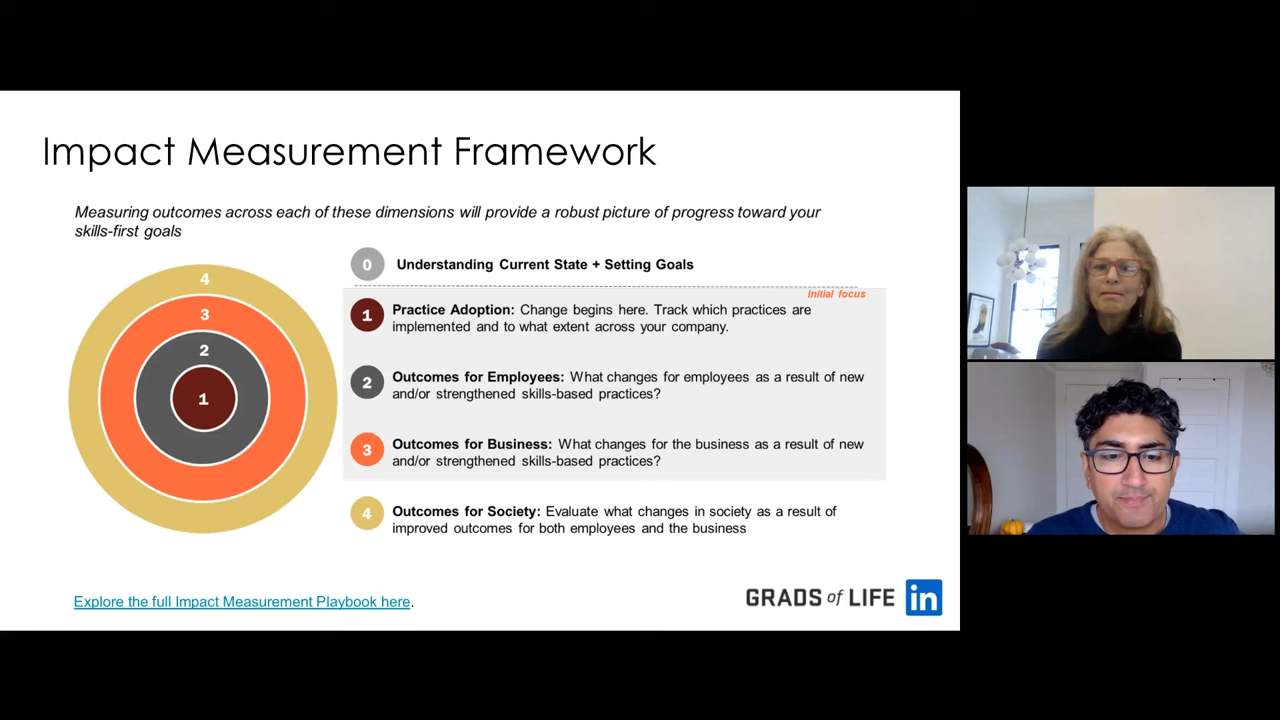 Impact Measurement Framework
Measuring outcomes across each of these dimensions will provide a robust picture of progress toward your
skills-first goals
4
3
2
1
0
Understanding Current State + Setting Goals
Initial focus
1
Practice Adoption: Change begins here. Track which practices are
implemented and to what extent across your company.
2
Outcomes for Employees: What changes for employees as a result of new
and/or strengthened skills-based practices?
3
Outcomes for Business: What changes for the business as a result of new
and/or strengthened skills-based practices?
4
Outcomes for Society: Evaluate what changes in society as a result of
improved outcomes for both employees and the business
Explore the full Impact Measurement Playbook here.
GRADS of LIFE
in